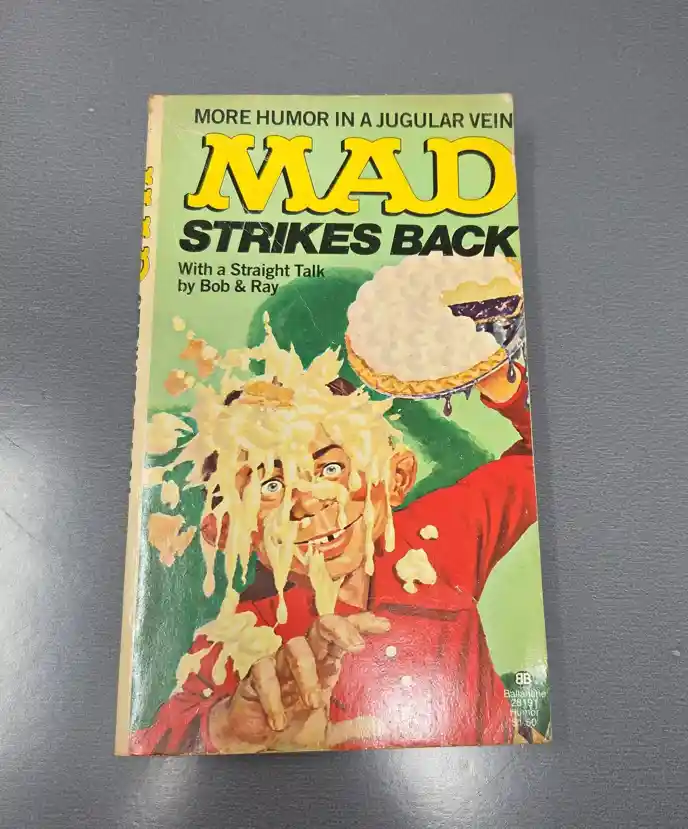 MORE HUMOR IN A JUGULAR VEIN
MAD
STRIKES BACK
With a Straight Talk
by Bob & Ray
BB
Ballantine
28191
Humor
$1.50